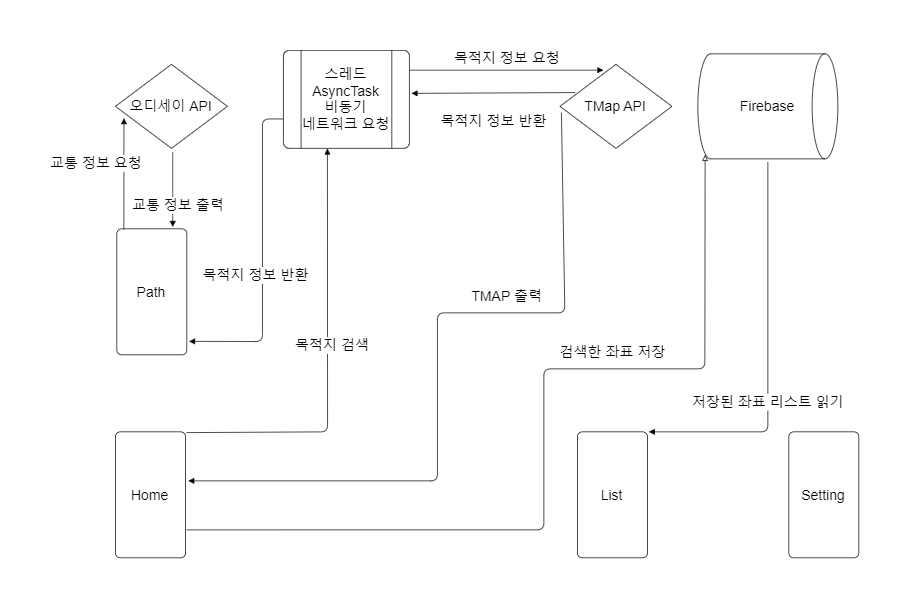 목적지 정보 요청
스레드
AsyncTask
비동기
네트워크 요청
오디세이 API
TMap API
Firebase
목적지 정보 반환
교통 정보 요청
교통 정보 출력
목적지 정보 반환
Path
TMAP 출력
목적지 검색
검색한 좌표 저장
저장된 좌표 리스트 읽기
Home
List
Setting